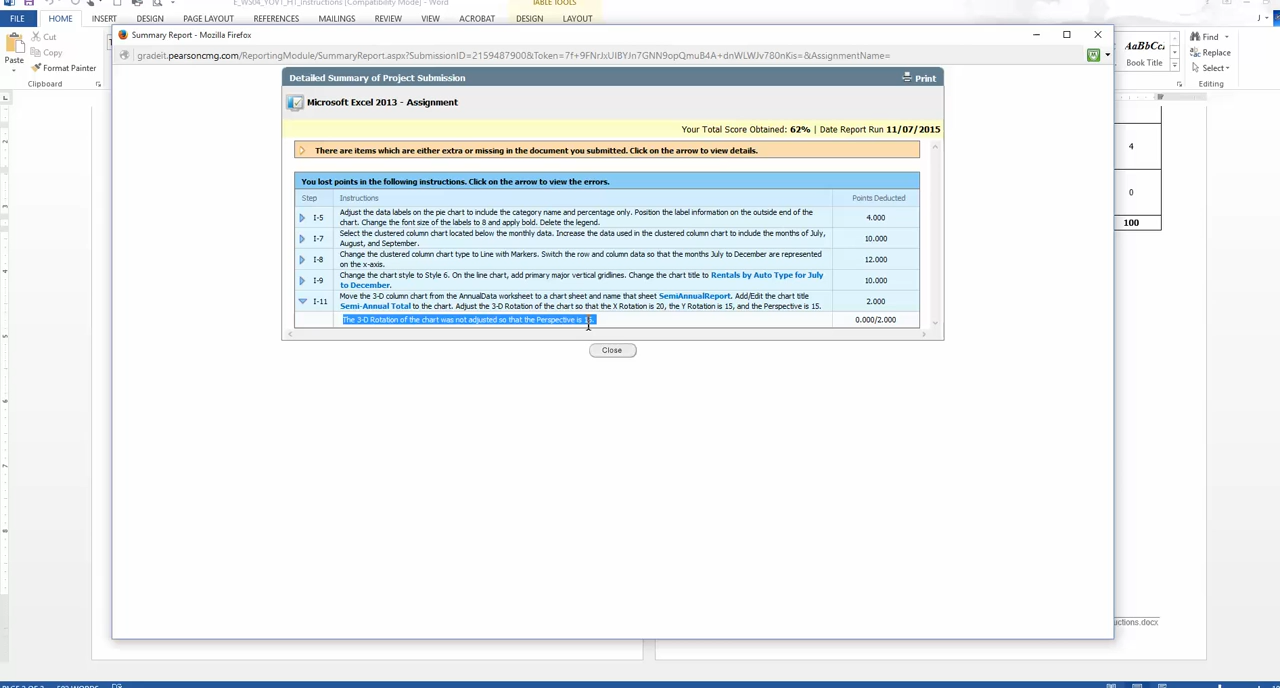 E_WS04_YOVT_HT_Instructions [Compatibility Mode] - Word
TABLE TOOLS
FILE HOME INSERT DESIGN PAGE LAYOUT REFERENCES MAILINGS REVIEW VIEW ACROBAT DESIGN LAYOUT
Paste
Cut
Copy
Format Painter
Clipboard
Summary Report - Mozilla Firefox
Find
Replace
Select
Editing
AaBbCc
Book Title
Detailed Summary of Project Submission
Print
Microsoft Excel 2013 - Assignment
Your Total Score Obtained: 62% | Date Report Run 11/07/2015
There are items which are either extra or missing in the document you submitted. Click on the arrow to view details.
You lost points in the following instructions. Click on the arrow to view the errors.
Step Instructions Points Deducted
I-5 Adjust the data labels on the pie chart to include the category name and percentage only. Position the label information on the outside end of the
chart. Change the font size of the labels to 8 and apply bold. Delete the legend.
4.000
I-7 Select the clustered column chart located below the monthly data. Increase the data used in the clustered column chart to include the months of July,
August, and September.
10.000
I-8 Change the clustered column chart type to Line with Markers. Switch the row and column data so that the months July to December are represented
on the x-axis.
12.000
I-9 Change the chart style to Style 6. On the line chart, add primary major vertical gridlines. Change the chart title to Rentals by Auto Type for July
to December.
10.000
I-11 Move the 3-D column chart from the AnnualData worksheet to a chart sheet and name that sheet SemiAnnualReport. Add/Edit the chart title
Semi-Annual Total to the chart. Adjust the 3-D Rotation of the chart so that the X Rotation is 20, the Y Rotation is 15, and the Perspective is 15.
2.000
The 3-D Rotation of the chart was not adjusted so that the Perspective is 15.
0.000/2.000
Close
4
0
100
uctions.docx